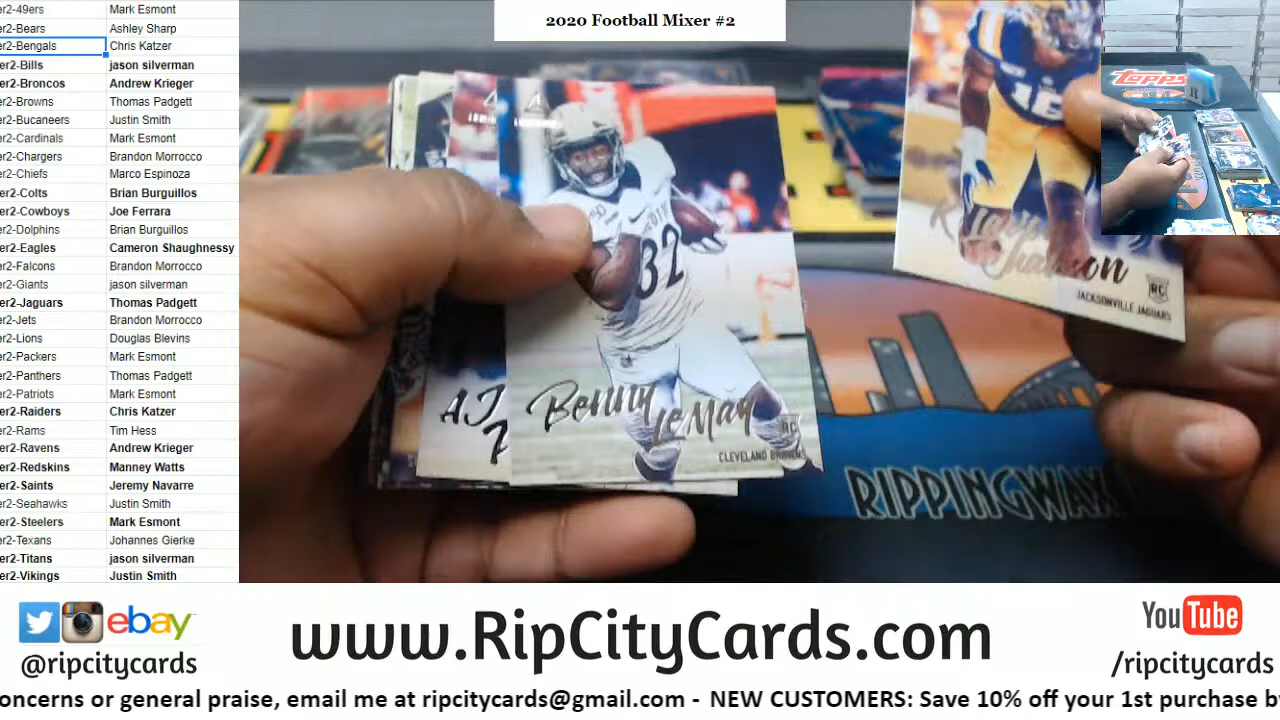 er2-49ers Mark Esmont
er2-Bears Ashley Sharp
er2-Bengals Chris Katzer
er2-Bills jason silverman
er2-Broncos Andrew Krieger
er2-Browns Thomas Padgett
er2-Bucaneers Justin Smith
er2-Cardinals Mark Esmont
er2-Chargers Brandon Morrocco
er2-Chiefs Marco Espinoza
er2-Colts Brian Burguillos
er2-Cowboys Joe Ferrara
er2-Dolphins Brian Burguillos
er2-Eagles Cameron Shaughnessy
er2-Falcons Brandon Morrocco
er2-Giants jason silverman
er2-Jaguars Thomas Padgett
er2-Jets Brandon Morrocco
er2-Lions Douglas Blevins
er2-Packers Mark Esmont
er2-Panthers Thomas Padgett
er2-Patriots Mark Esmont
er2-Raiders Chris Katzer
er2-Rams Tim Hess
er2-Ravens Andrew Krieger
er2-Redskins Manney Watts
er2-Saints Jeremy Navarre
er2-Seahawks Justin Smith
er2-Steelers Mark Esmont
er2-Texans Johannes Gierke
er2-Titans jason silverman
er2-Vikings Justin Smith
2020 Football Mixer #2
Topps
32
Benny LeMay
RC
CLEVELAND BROWNS
AJ
RC
JACKSONVILLE JAGUARS
RIPPINGWAX
ebay
@ripcitycards
www.RipCityCards.com
YouTube
/ripcitycards
oncerns or general praise, email me at ripcitycards@gmail.com - NEW CUSTOMERS: Save 10% off your 1st purchase b